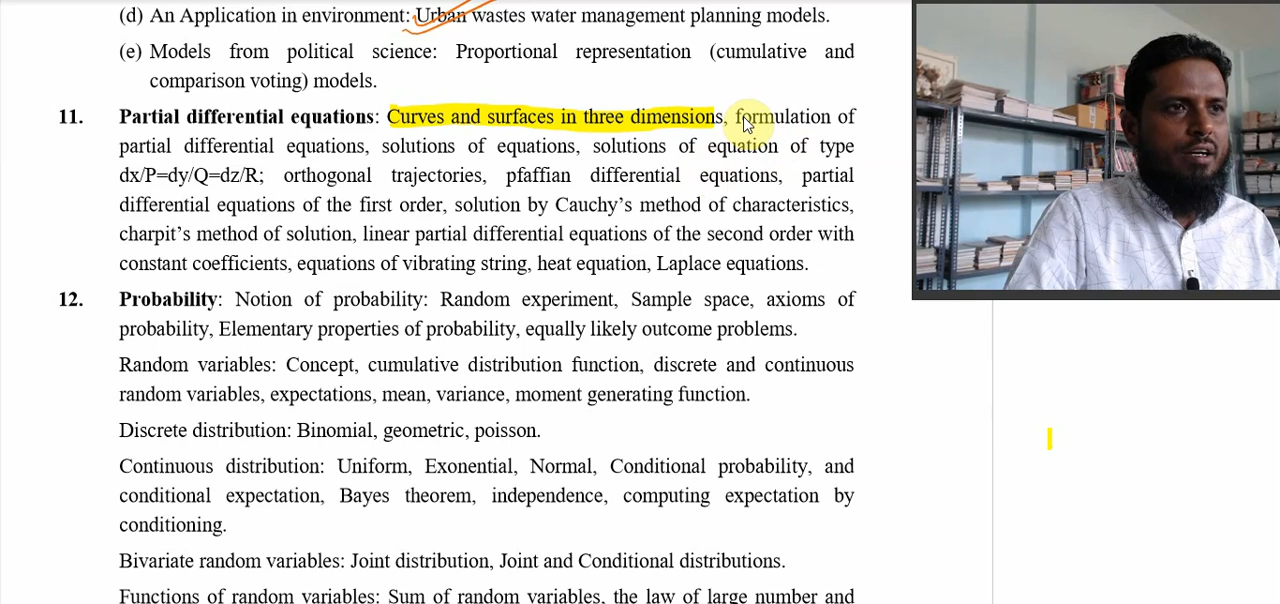 (d) An Application in environment: Urban wastes water management planning models.
(e) Models from political science: Proportional representation (cumulative and
comparison voting) models.
11. Partial differential equations: Curves and surfaces in three dimensions, formulation of
partial differential equations, solutions of equations, solutions of equation of type
dx/P=dy/Q=dz/R; orthogonal trajectories, pfaffian differential equations, partial
differential equations of the first order, solution by Cauchy’s method of characteristics,
charpit’s method of solution, linear partial differential equations of the second order with
constant coefficients, equations of vibrating string, heat equation, Laplace equations.
12. Probability: Notion of probability: Random experiment, Sample space, axioms of
probability, Elementary properties of probability, equally likely outcome problems.
Random variables: Concept, cumulative distribution function, discrete and continuous
random variables, expectations, mean, variance, moment generating function.
Discrete distribution: Binomial, geometric, poisson.
Continuous distribution: Uniform, Exonential, Normal, Conditional probability, and
conditional expectation, Bayes theorem, independence, computing expectation by
conditioning.
Bivariate random variables: Joint distribution, Joint and Conditional distributions.
Functions of random variables: Sum of random variables, the law of large number and